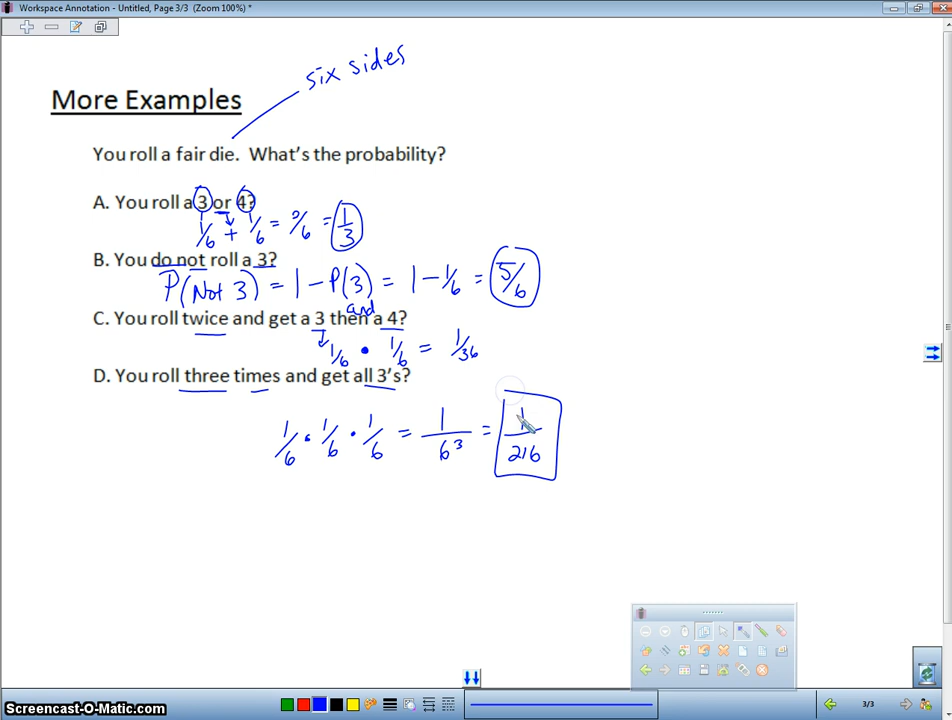 Workspace Annotation - Untitled, Page 3/3 (Zoom 100%) *
six sides
More Examples
You roll a fair die. What's the probability?
A. You roll a 3 or 4?
1/6 + 1/6 = 2/6 = 1/3
B. You do not roll a 3?
P(Not 3) = 1 - P(3) = 1 - 1/6 = 5/6
and
C. You roll twice and get a 3 then a 4?
1/6 • 1/6 = 1/36
D. You roll three times and get all 3's?
1/6 • 1/6 • 1/6 = 1/6³ = 1/216
Screencast-O-Matic.com
3/3